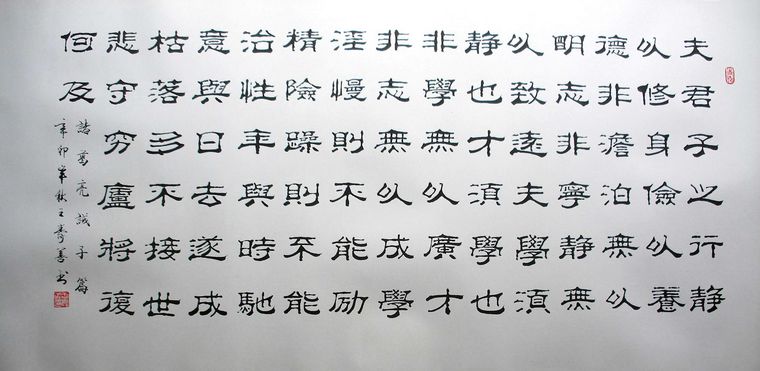 夫君子之行静
以修身儉以養
德非澹泊無以
明志非寧静無
以致遠夫學須
静也才須學也
非學無以廣才
非志無以成學
淫慢則不能励
精險躁則不能
治性年與時馳
意與日去遂成
枯落多不接世
悲守穷廬將復
何及
諸葛亮誡子篇
辛卯年秋王壽善书